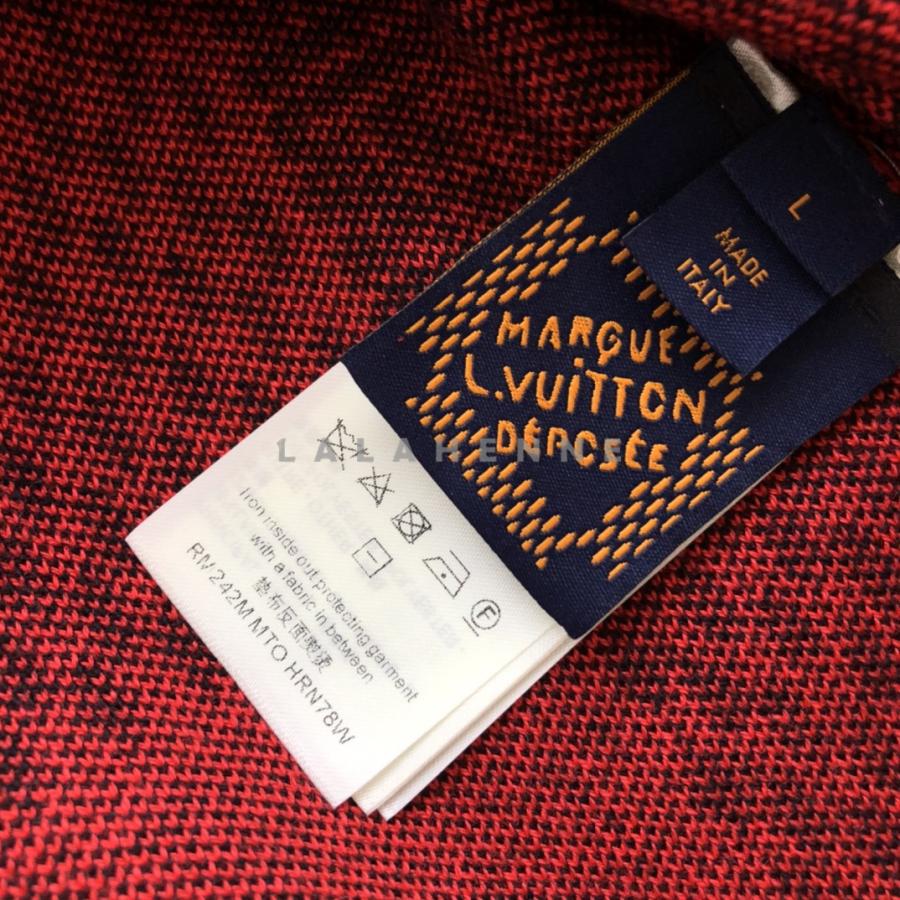 L
MADE
IN
ITALY
MARQUE
L.VUITTON
DÉPOSÉE
LALAHENNE
F
Iron inside out protecting garment
with a fabric in between
垫布反面熨烫
RM242M MTO HRN78W